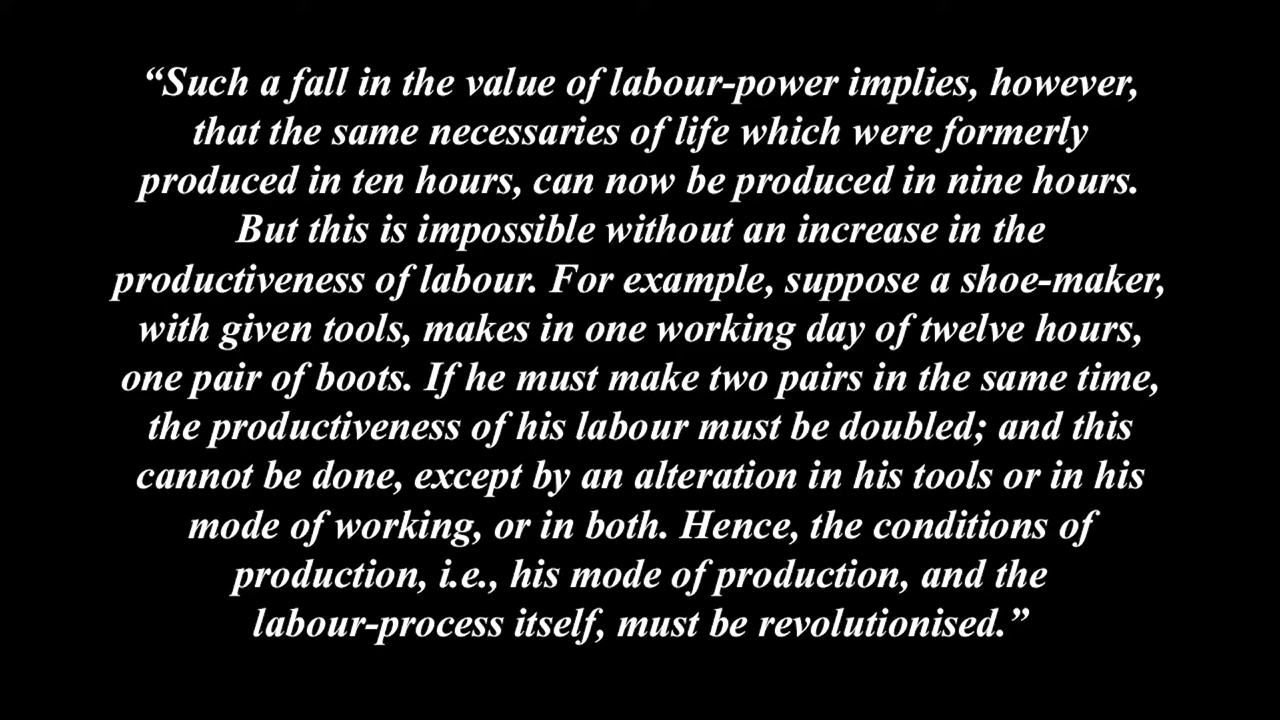 “Such a fall in the value of labour-power implies, however,
that the same necessaries of life which were formerly
produced in ten hours, can now be produced in nine hours.
But this is impossible without an increase in the
productiveness of labour. For example, suppose a shoe-maker,
with given tools, makes in one working day of twelve hours,
one pair of boots. If he must make two pairs in the same time,
the productiveness of his labour must be doubled; and this
cannot be done, except by an alteration in his tools or in his
mode of working, or in both. Hence, the conditions of
production, i.e., his mode of production, and the
labour-process itself, must be revolutionised.”